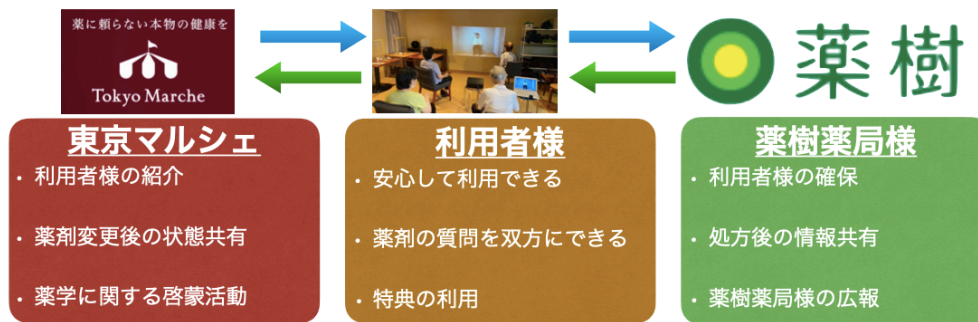 薬に頼らない本物の健康を
Tokyo Marche
薬樹
東京マルシェ
・利用者様の紹介
・薬剤変更後の状態共有
・薬学に関する啓蒙活動
利用者様
・安心して利用できる
・薬剤の質問を双方にできる
・特典の利用
薬樹薬局様
・利用者様の確保
・処方後の情報共有
・薬樹薬局様の広報